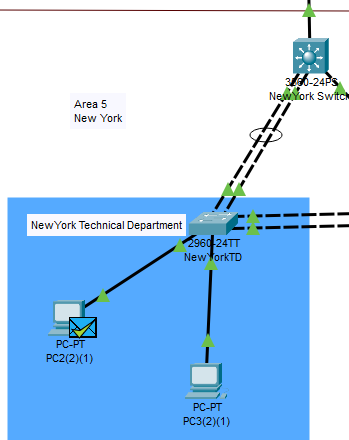 3560-24PS
NewYork Switch
Area 5
New York
NewYork Technical Department
2960-24TT
NewYorkTD
PC-PT
PC2(2)(1)
PC-PT
PC3(2)(1)